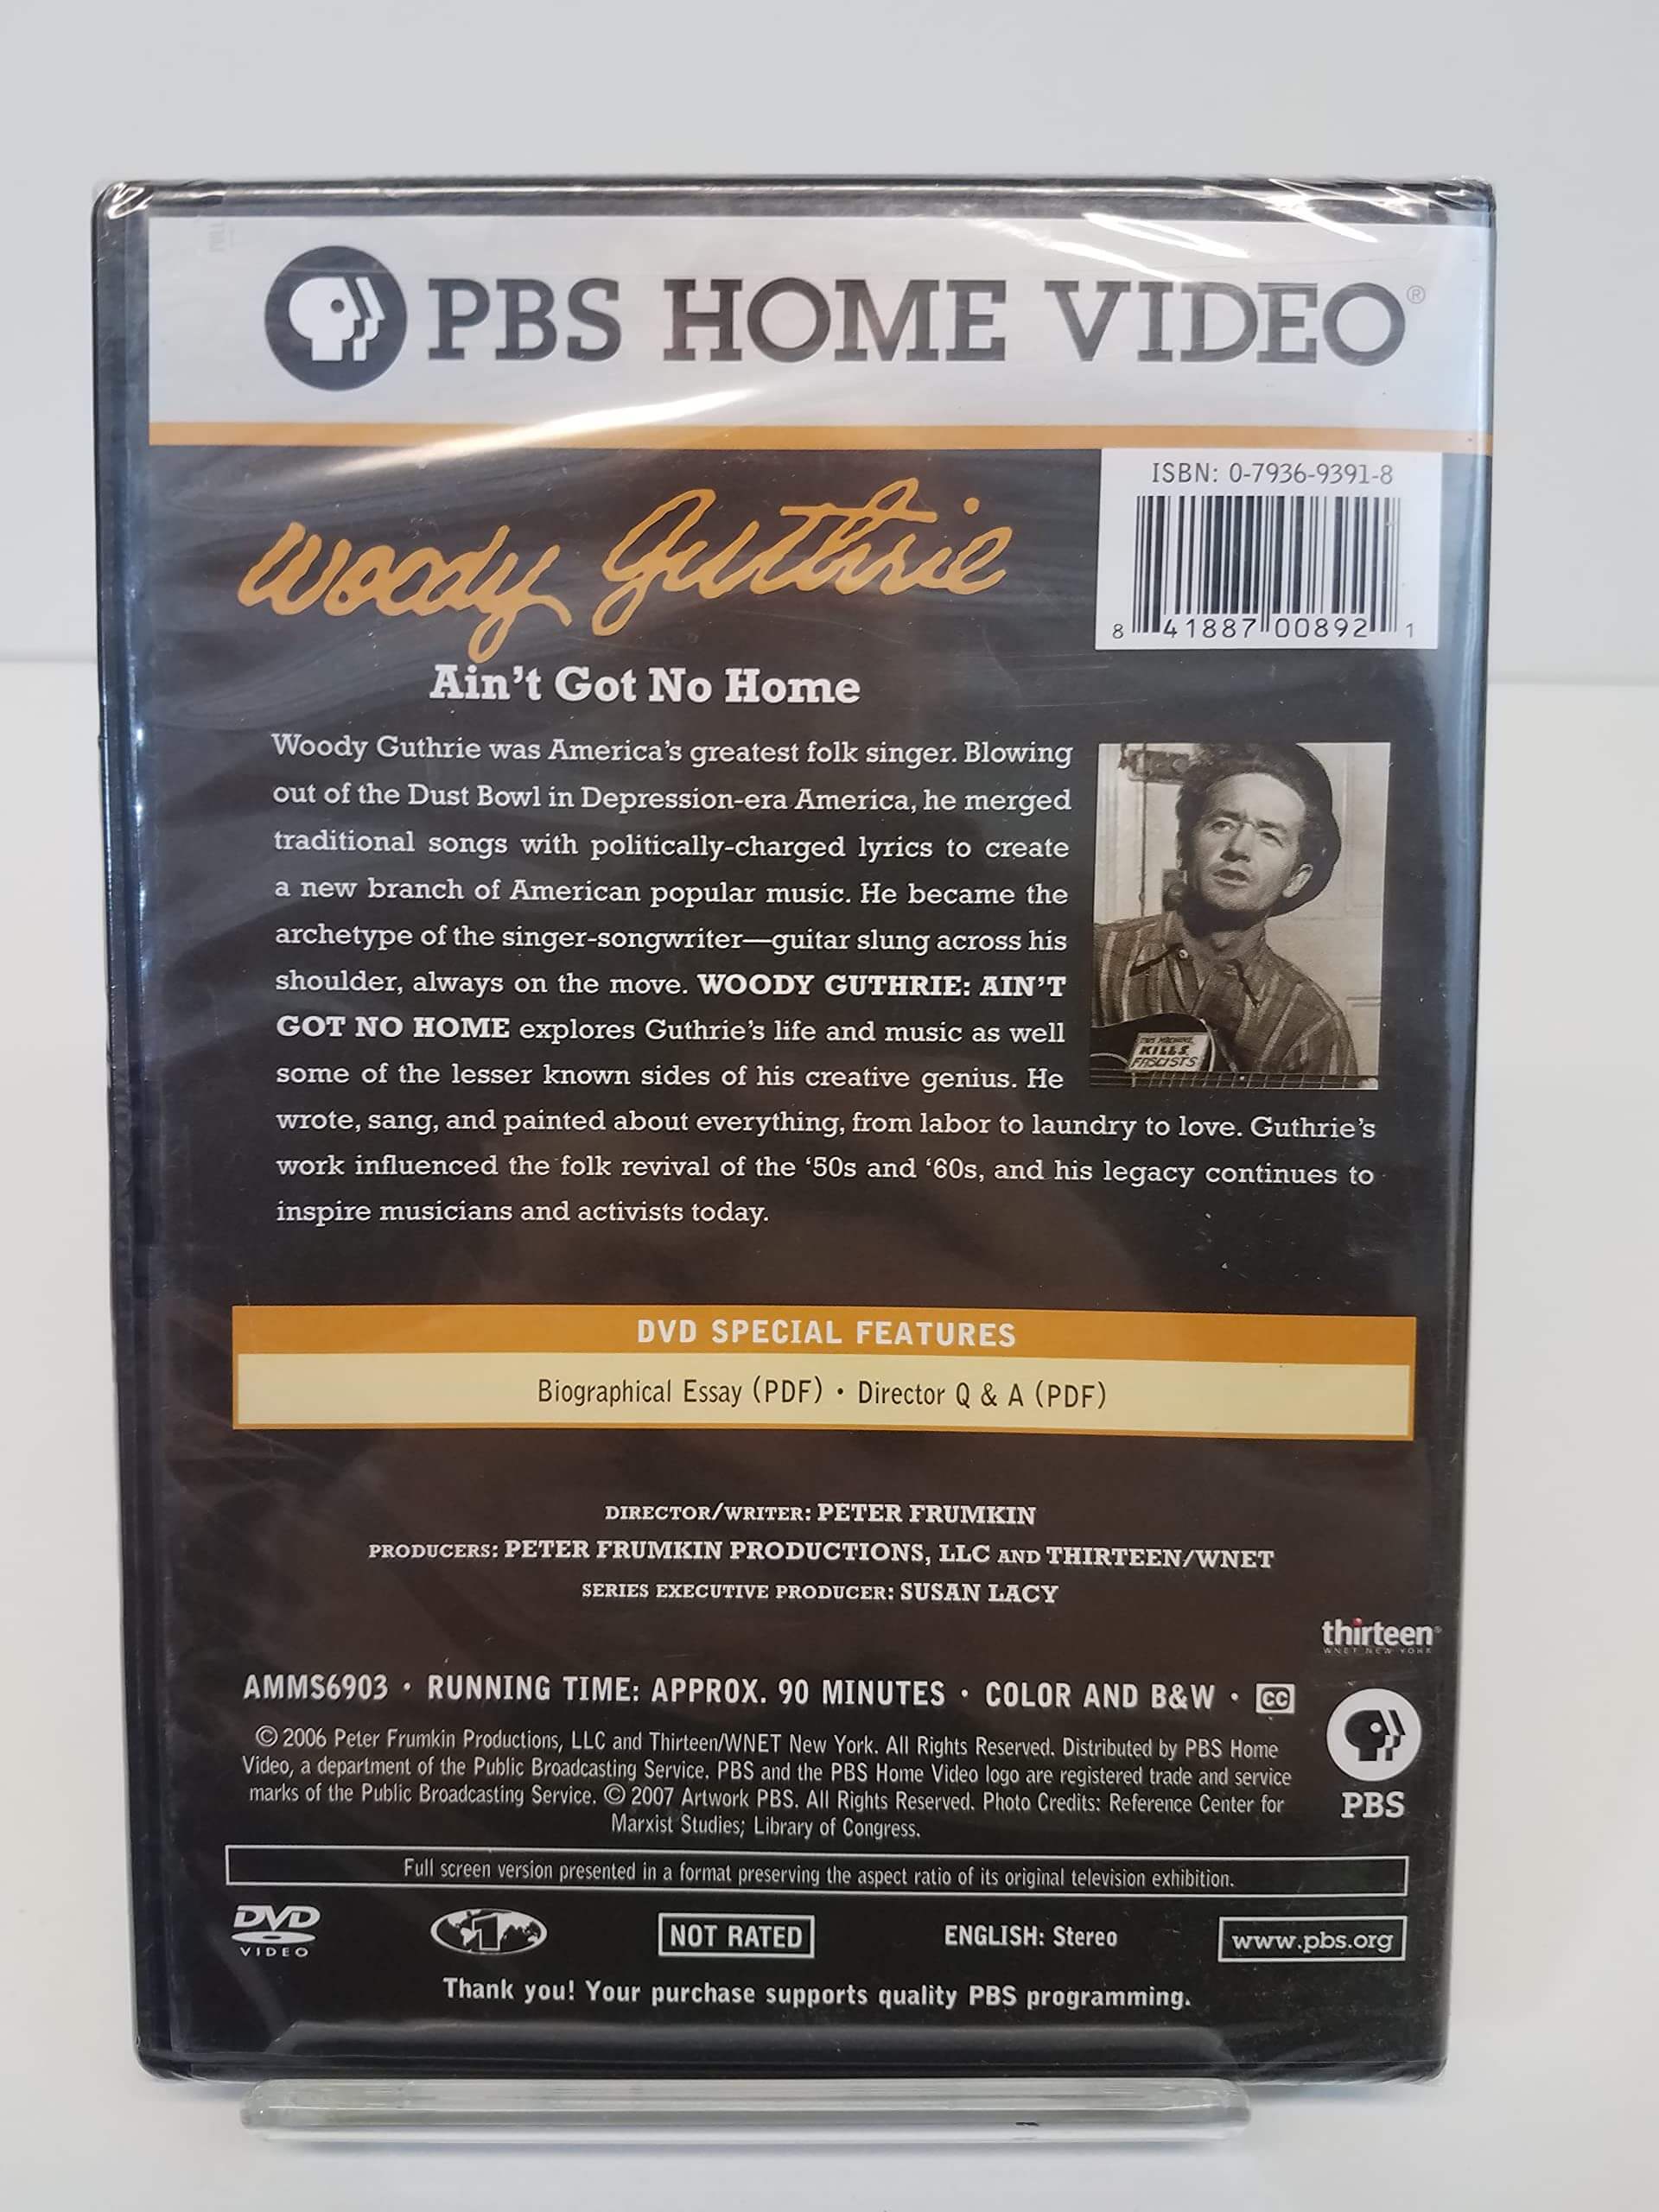 PBS HOME VIDEO®
ISBN: 0-7936-9391-8
8 41887 00892 1
Woody Guthrie
Ain't Got No Home
Woody Guthrie was America's greatest folk singer. Blowing
out of the Dust Bowl in Depression-era America, he merged
traditional songs with politically-charged lyrics to create
a new branch of American popular music. He became the
archetype of the singer-songwriter—guitar slung across his
shoulder, always on the move. WOODY GUTHRIE: AIN'T
GOT NO HOME explores Guthrie's life and music as well
some of the lesser known sides of his creative genius. He
wrote, sang, and painted about everything, from labor to laundry to love. Guthrie's
work influenced the folk revival of the ‘50s and ‘60s, and his legacy continues to
inspire musicians and activists today.
THIS MACHINE
KILLS
FASCISTS
DVD SPECIAL FEATURES
Biographical Essay (PDF) • Director Q & A (PDF)
DIRECTOR/WRITER: PETER FRUMKIN
PRODUCERS: PETER FRUMKIN PRODUCTIONS, LLC AND THIRTEEN/WNET
SERIES EXECUTIVE PRODUCER: SUSAN LACY
thirteen®
WNET NEW YORK
AMMS6903 • RUNNING TIME: APPROX. 90 MINUTES • COLOR AND B&W • CC
© 2006 Peter Frumkin Productions, LLC and Thirteen/WNET New York. All Rights Reserved. Distributed by PBS Home
Video, a department of the Public Broadcasting Service. PBS and the PBS Home Video logo are registered trade and service
marks of the Public Broadcasting Service. © 2007 Artwork PBS. All Rights Reserved. Photo Credits: Reference Center for
Marxist Studies; Library of Congress.
PBS
Full screen version presented in a format preserving the aspect ratio of its original television exhibition.
DVD
VIDEO
1
NOT RATED
ENGLISH: Stereo
www.pbs.org
Thank you! Your purchase supports quality PBS programming.